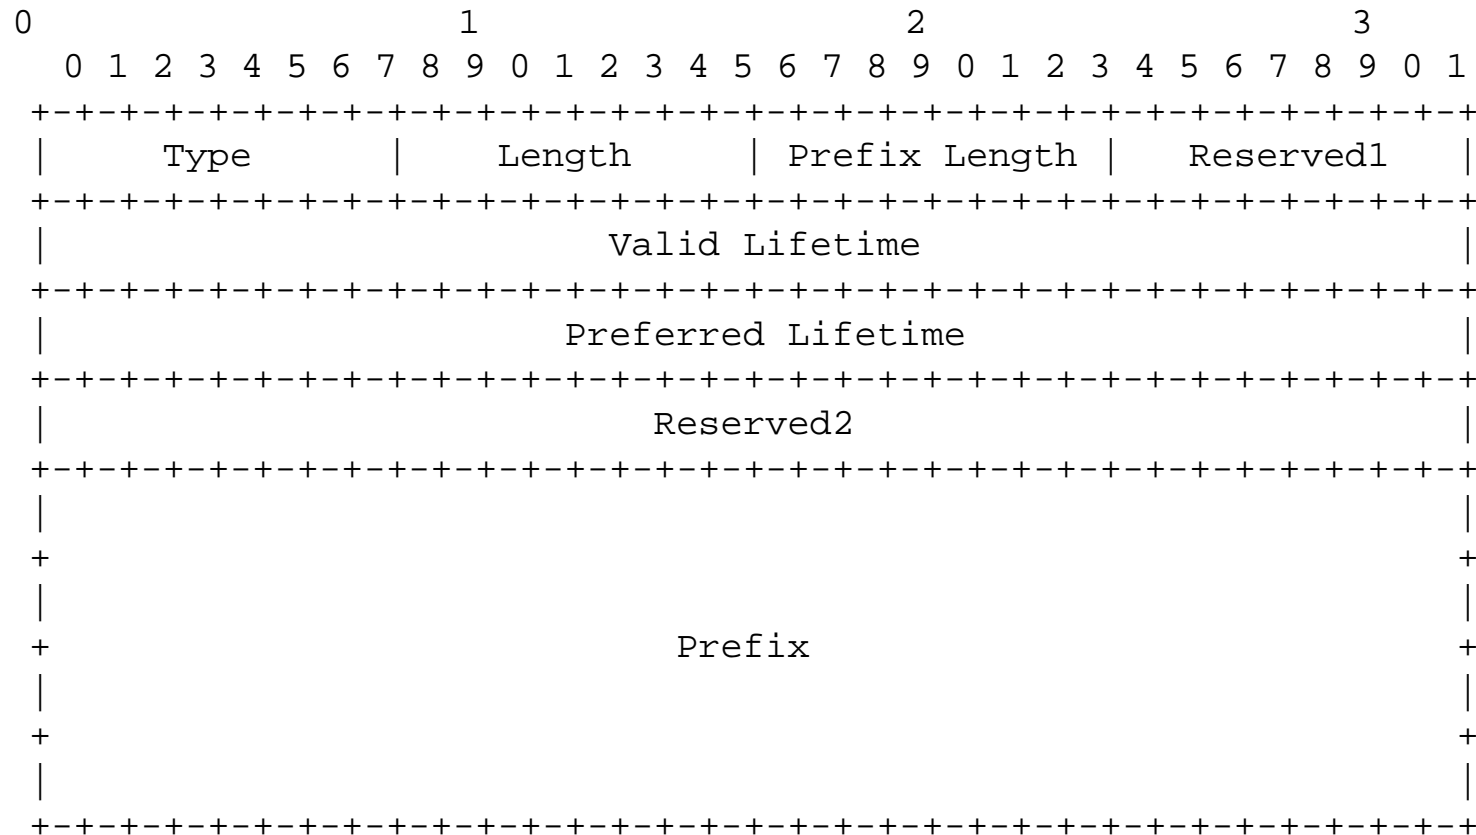 0                   1                   2                   3
  0 1 2 3 4 5 6 7 8 9 0 1 2 3 4 5 6 7 8 9 0 1 2 3 4 5 6 7 8 9 0 1
 +-+-+-+-+-+-+-+-+-+-+-+-+-+-+-+-+-+-+-+-+-+-+-+-+-+-+-+-+-+-+-+-+
 |     Type      |    Length     | Prefix Length |   Reserved1   |
 +-+-+-+-+-+-+-+-+-+-+-+-+-+-+-+-+-+-+-+-+-+-+-+-+-+-+-+-+-+-+-+-+
 |                         Valid Lifetime                        |
 +-+-+-+-+-+-+-+-+-+-+-+-+-+-+-+-+-+-+-+-+-+-+-+-+-+-+-+-+-+-+-+-+
 |                       Preferred Lifetime                      |
 +-+-+-+-+-+-+-+-+-+-+-+-+-+-+-+-+-+-+-+-+-+-+-+-+-+-+-+-+-+-+-+-+
 |                           Reserved2                           |
 +-+-+-+-+-+-+-+-+-+-+-+-+-+-+-+-+-+-+-+-+-+-+-+-+-+-+-+-+-+-+-+-+
 |                                                               |
 +                                                               +
 |                                                               |
 +                            Prefix                             +
 |                                                               |
 +                                                               +
 |                                                               |
 +-+-+-+-+-+-+-+-+-+-+-+-+-+-+-+-+-+-+-+-+-+-+-+-+-+-+-+-+-+-+-+-+